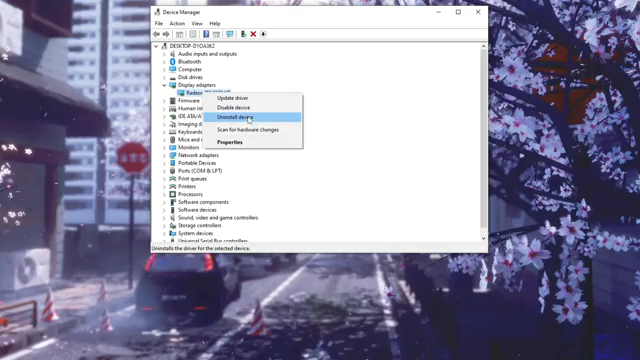 Device Manager
File Action View Help
DESKTOP-D1OA3K2
Audio inputs and outputs
Bluetooth
Computer
Disk drives
Display adapters
Radeon
Update driver
Firmware
Disable device
Human Int
Uninstall device
IDE ATA/AT
Imaging d
Scan for hardware changes
Keyboards
Mice and o
Properties
Monitors
Network adapters
Portable Devices
Ports (COM & LPT)
Print queues
Printers
Processors
Software components
Software devices
Sound, video and game controllers
Storage controllers
System devices
Universal Serial Bus controllers
Uninstalls the driver for the selected device.